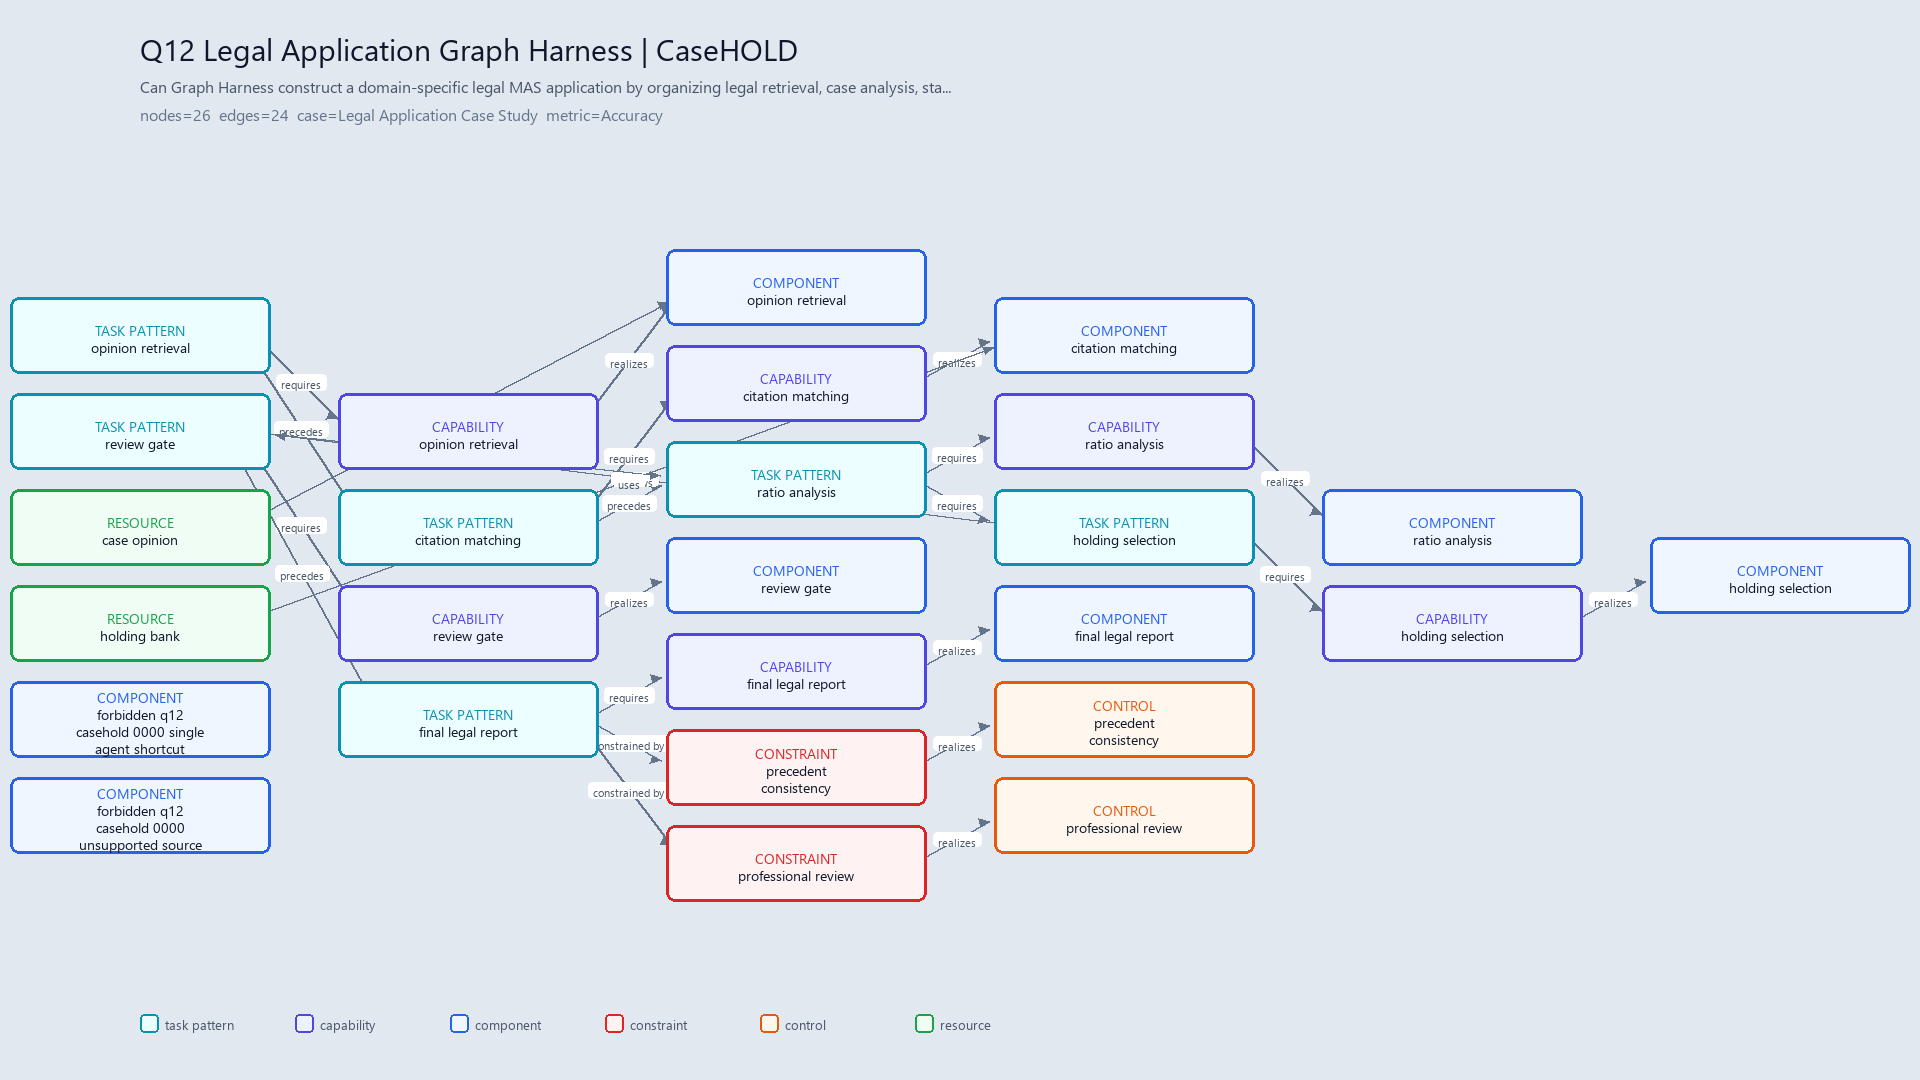 Q12 Legal Application Graph Harness | CaseHOLD
Can Graph Harness construct a domain-specific legal MAS application by organizing legal retrieval, case analysis, sta...
nodes=26 edges=24 case=Legal Application Case Study metric=Accuracy
TASK PATTERN
opinion retrieval
TASK PATTERN
review gate
RESOURCE
case opinion
RESOURCE
holding bank
COMPONENT
forbidden q12
casehold 0000 single
agent shortcut
COMPONENT
forbidden q12
casehold 0000
unsupported source
requires
precedes
requires
precedes
CAPABILITY
opinion retrieval
TASK PATTERN
citation matching
CAPABILITY
review gate
TASK PATTERN
final legal report
realizes
requires
uses
precedes
realizes
requires
constrained by
constrained by
COMPONENT
opinion retrieval
CAPABILITY
citation matching
TASK PATTERN
ratio analysis
COMPONENT
review gate
CAPABILITY
final legal report
CONSTRAINT
precedent
consistency
CONSTRAINT
professional review
realizes
requires
requires
realizes
realizes
realizes
COMPONENT
citation matching
CAPABILITY
ratio analysis
TASK PATTERN
holding selection
COMPONENT
final legal report
CONTROL
precedent
consistency
CONTROL
professional review
realizes
requires
COMPONENT
ratio analysis
CAPABILITY
holding selection
realizes
COMPONENT
holding selection
task pattern
capability
component
constraint
control
resource